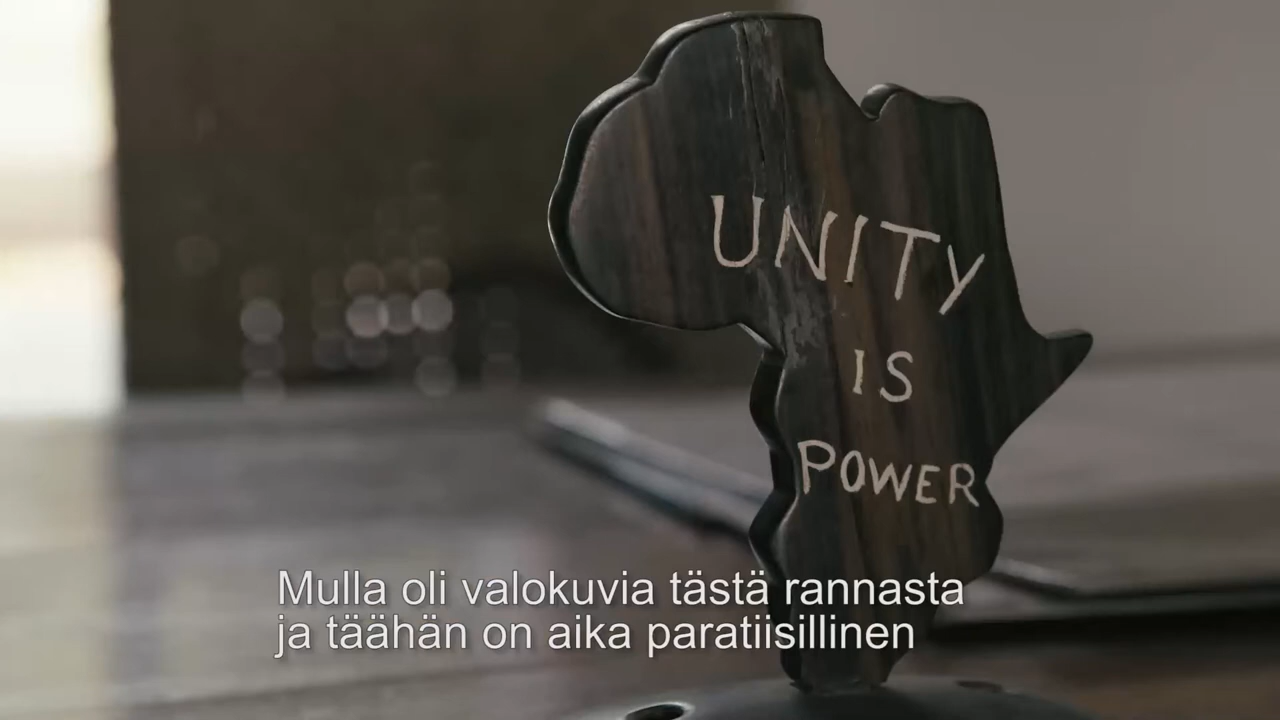 UNITY
IS
POWER
Mulla oli valokuvia tästä rannasta
ja täähän on aika paratiisillinen